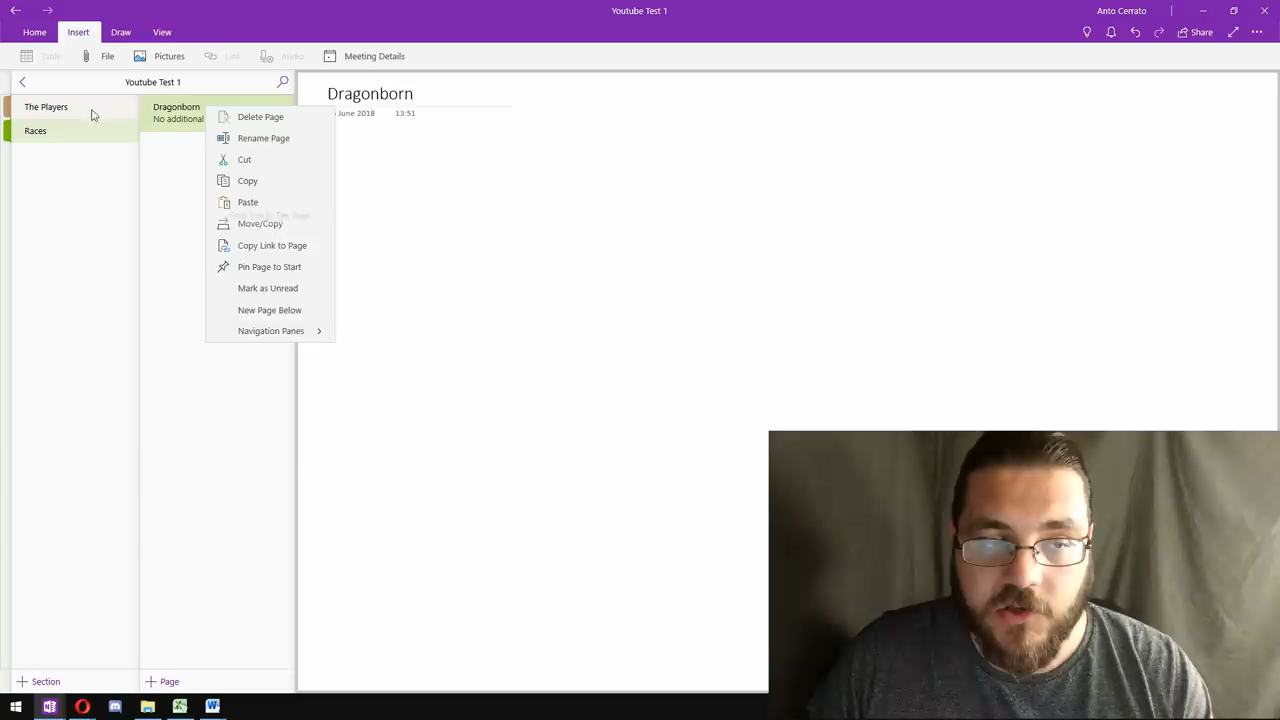 Youtube Test 1
Anto Cerrato
Home
Insert
Draw
View
Share
Table
File
Pictures
Link
Audio
Meeting Details
Youtube Test 1
The Players
Races
Dragonborn
No additional
Delete Page
Rename Page
Cut
Copy
Paste
Move/Copy
Copy Link to Page
Pin Page to Start
Mark as Unread
New Page Below
Navigation Panes
Dragonborn
June 2018
13:51
Section
Page